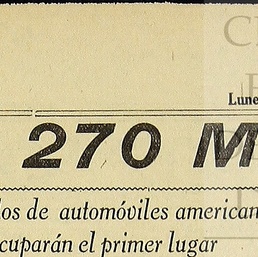 Lune
270 M
los de automóviles american
cuparán el primer lugar